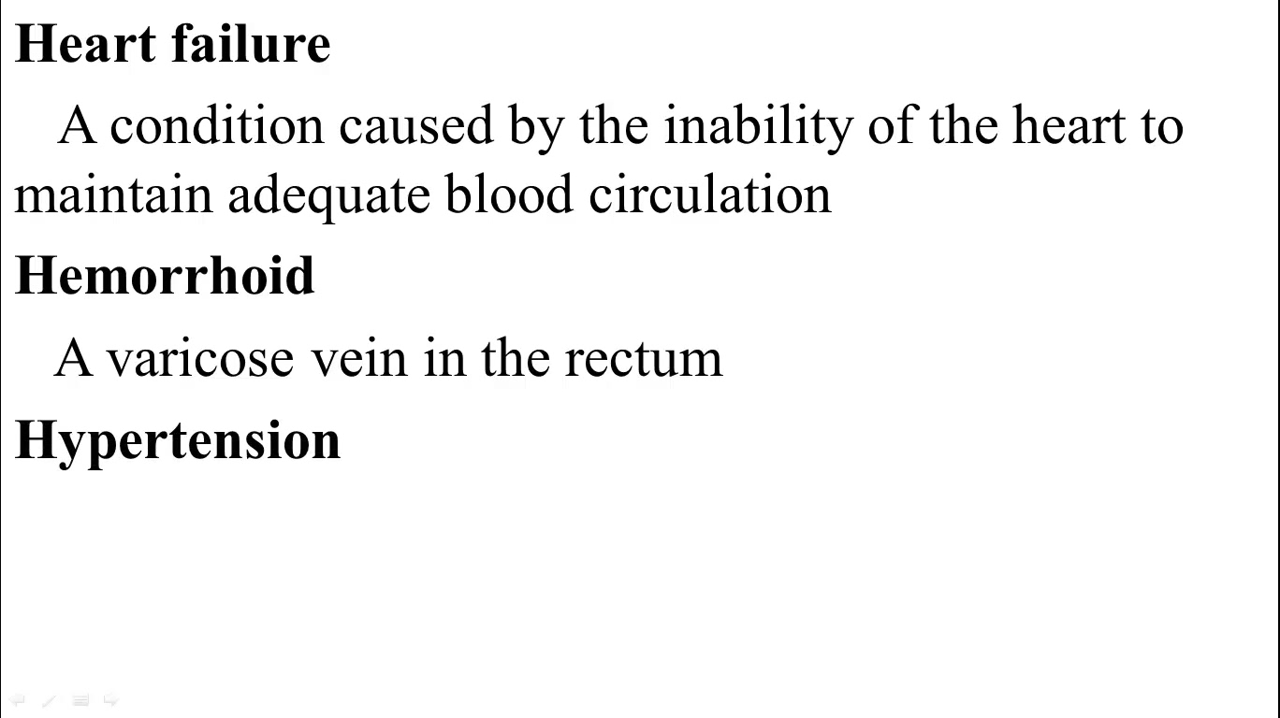 Heart failure
A condition caused by the inability of the heart to
maintain adequate blood circulation
Hemorrhoid
A varicose vein in the rectum
Hypertension